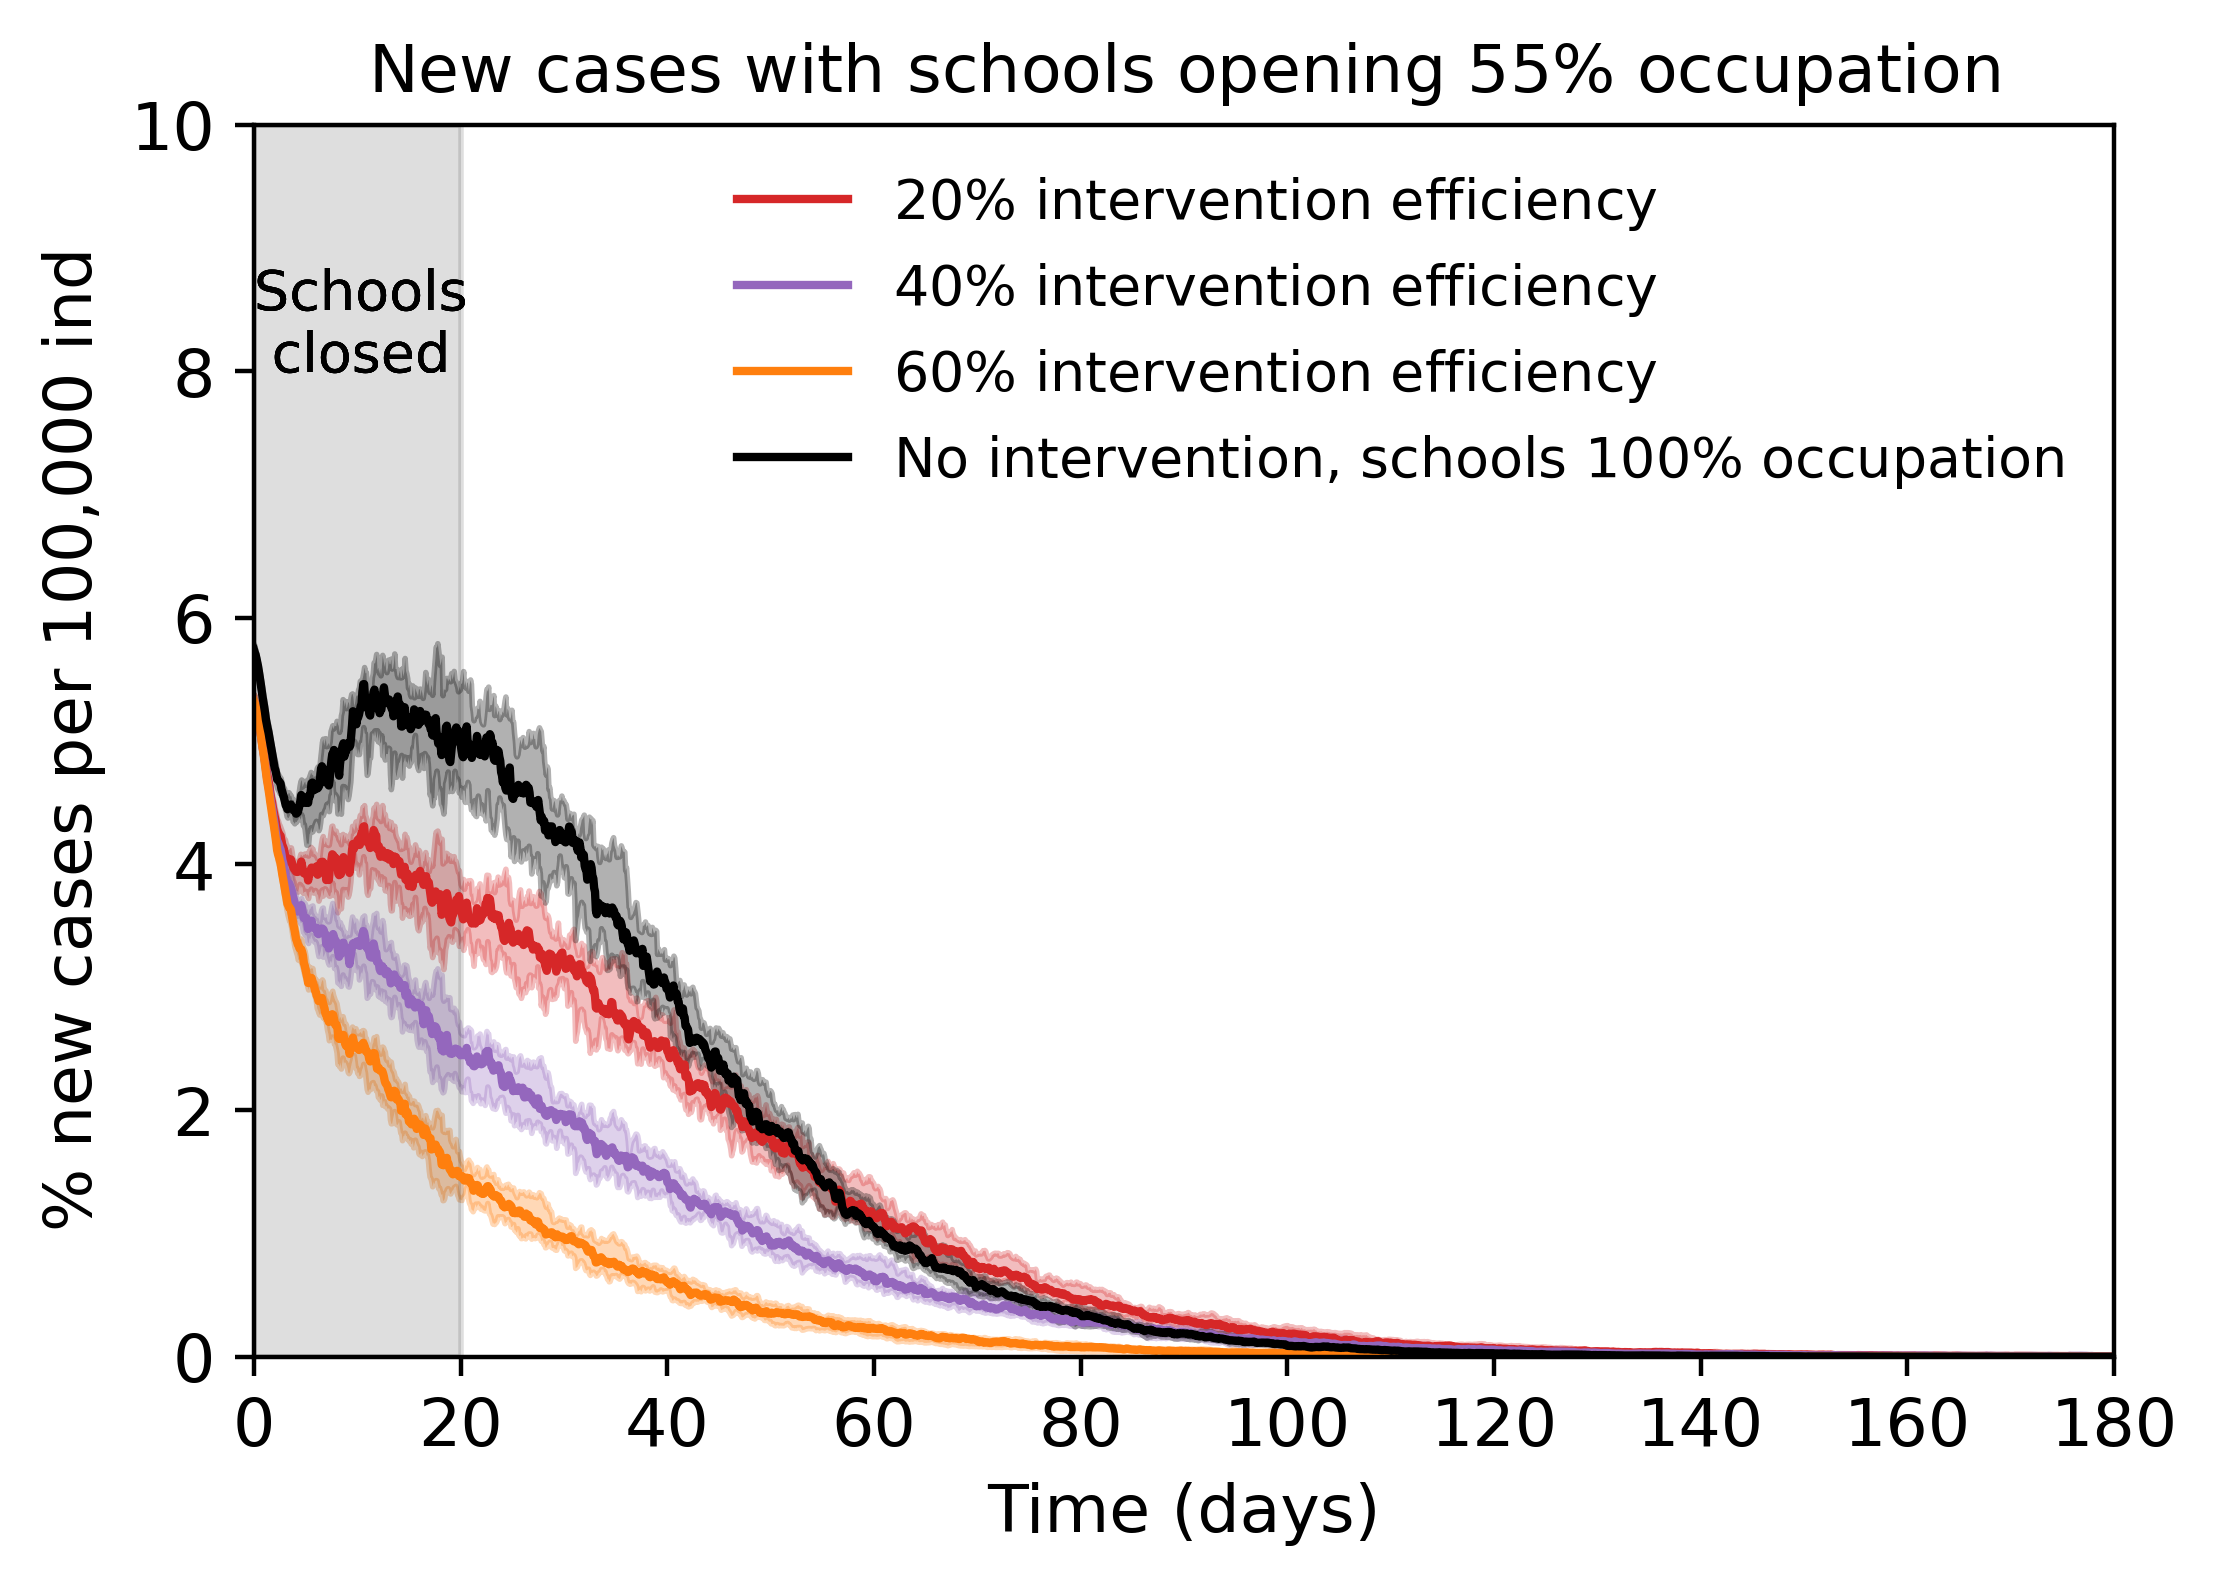 New cases with schools opening 55% occupation
% new cases per 100,000 ind
10
8
6
4
2
0
Schools
closed
20% intervention efficiency
40% intervention efficiency
60% intervention efficiency
No intervention, schools 100% occupation
0 20 40 60 80 100 120 140 160 180
Time (days)